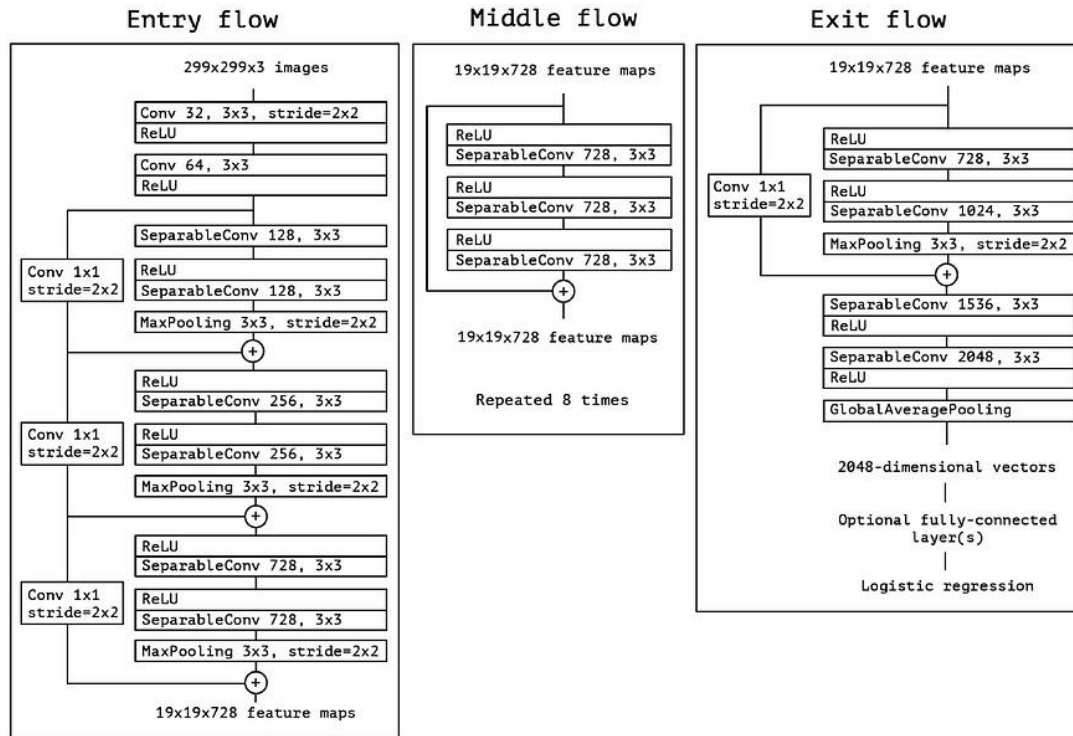 Entry flow
299x299x3 images
Conv 32, 3x3, stride=2x2
ReLU
Conv 64, 3x3
ReLU
SeparableConv 128, 3x3
Conv 1x1
stride=2x2
ReLU
SeparableConv 128, 3x3
MaxPooling 3x3, stride=2x2
+
ReLU
SeparableConv 256, 3x3
Conv 1x1
stride=2x2
ReLU
SeparableConv 256, 3x3
MaxPooling 3x3, stride=2x2
+
ReLU
SeparableConv 728, 3x3
Conv 1x1
stride=2x2
ReLU
SeparableConv 728, 3x3
MaxPooling 3x3, stride=2x2
+
19x19x728 feature maps
Middle flow
19x19x728 feature maps
ReLU
SeparableConv 728, 3x3
ReLU
SeparableConv 728, 3x3
ReLU
SeparableConv 728, 3x3
+
19x19x728 feature maps
Repeated 8 times
Exit flow
19x19x728 feature maps
ReLU
SeparableConv 728, 3x3
Conv 1x1
stride=2x2
ReLU
SeparableConv 1024, 3x3
MaxPooling 3x3, stride=2x2
+
SeparableConv 1536, 3x3
ReLU
SeparableConv 2048, 3x3
ReLU
GlobalAveragePooling
2048-dimensional vectors
Optional fully-connected
layer(s)
Logistic regression